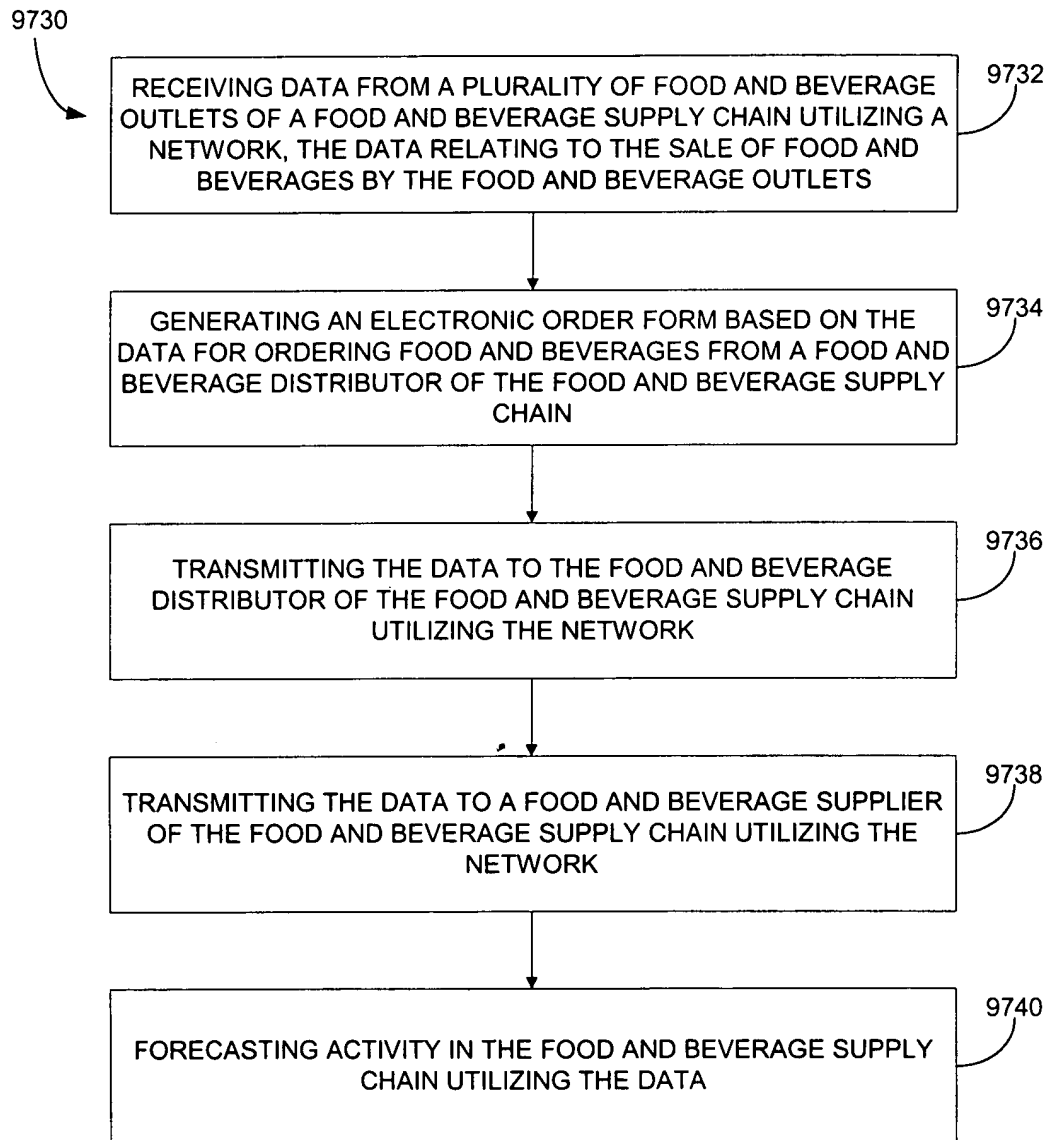 9730
RECEIVING DATA FROM A PLURALITY OF FOOD AND BEVERAGE
OUTLETS OF A FOOD AND BEVERAGE SUPPLY CHAIN UTILIZING A
NETWORK, THE DATA RELATING TO THE SALE OF FOOD AND
BEVERAGES BY THE FOOD AND BEVERAGE OUTLETS
9732
GENERATING AN ELECTRONIC ORDER FORM BASED ON THE
DATA FOR ORDERING FOOD AND BEVERAGES FROM A FOOD AND
BEVERAGE DISTRIBUTOR OF THE FOOD AND BEVERAGE SUPPLY
CHAIN
9734
TRANSMITTING THE DATA TO THE FOOD AND BEVERAGE
DISTRIBUTOR OF THE FOOD AND BEVERAGE SUPPLY CHAIN
UTILIZING THE NETWORK
9736
TRANSMITTING THE DATA TO A FOOD AND BEVERAGE SUPPLIER
OF THE FOOD AND BEVERAGE SUPPLY CHAIN UTILIZING THE
NETWORK
9738
FORECASTING ACTIVITY IN THE FOOD AND BEVERAGE SUPPLY
CHAIN UTILIZING THE DATA
9740